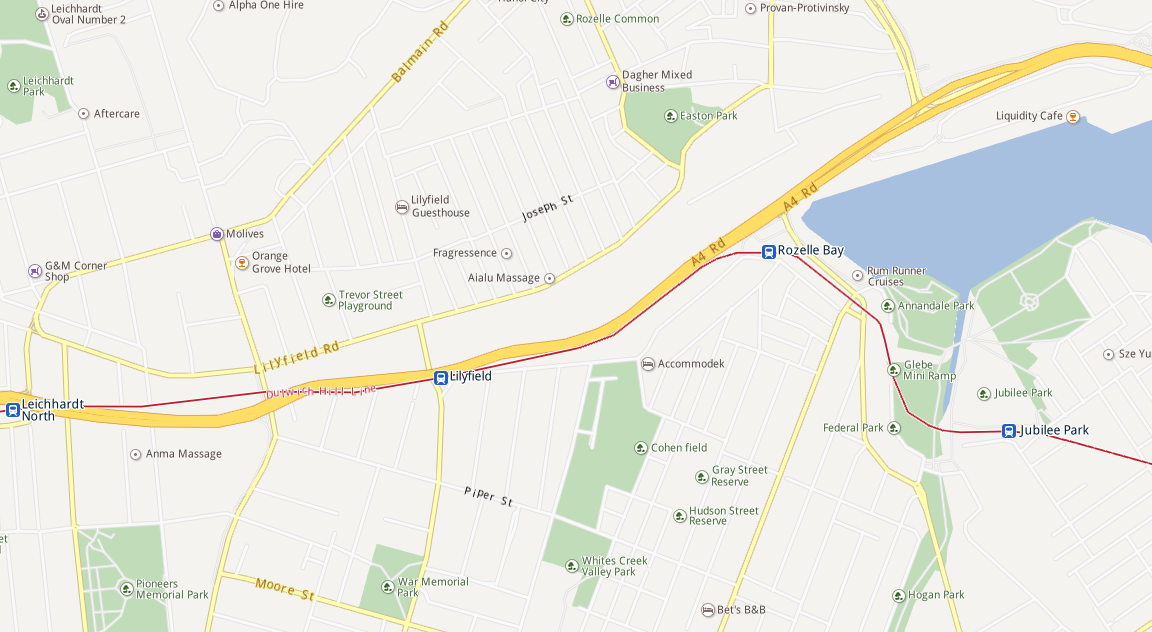 Leichhardt
Oval Number 2
Alpha One Hire
Provan-Protivinsky
Rozelle Common
Balmain Rd
Dagher Mixed
Business
Leichhardt
Park
Aftercare
Easton Park
Liquidity Cafe
A4 Rd
Lilyfield
Guesthouse
Joseph St
Molives
A4 Rd
Rozelle Bay
Fragressence
Orange
Grove Hotel
G&M Corner
Shop
Aialu Massage
Rum Runner
Cruises
Trevor Street
Playground
Annandale Park
Lilyfield Rd
Sze Yu
Accommodek
Glebe
Mini Ramp
Lilyfield
Dulwich Hill Line
Jubilee Park
Leichhardt
North
Federal Park
Jubilee Park
Cohen field
Anma Massage
Gray Street
Reserve
Piper St
Hudson Street
Reserve
Whites Creek
Valley Park
Pioneers
Memorial Park
War Memorial
Park
Moore St
Hogan Park
Bet's B&B